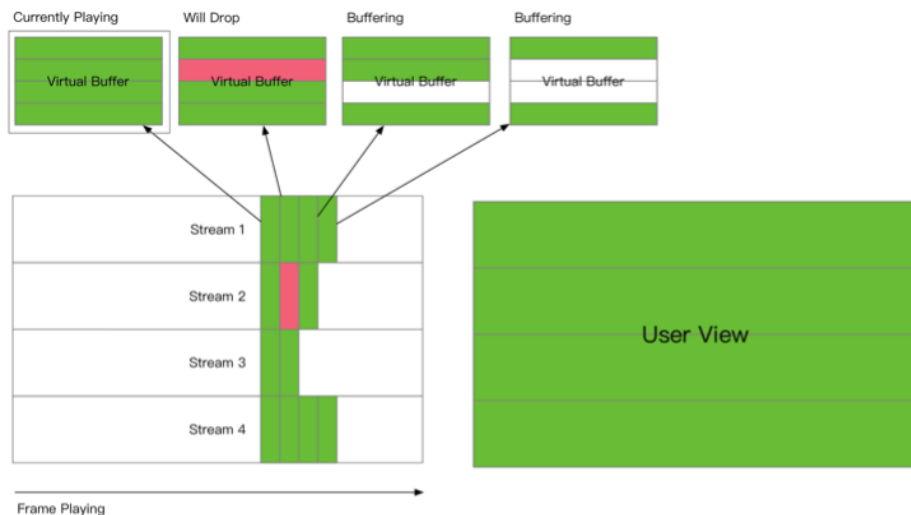 Currently Playing
Will Drop
Buffering
Buffering
Virtual Buffer
Virtual Buffer
Virtual Buffer
Virtual Buffer
Stream 1
Stream 2
Stream 3
Stream 4
User View
Frame Playing